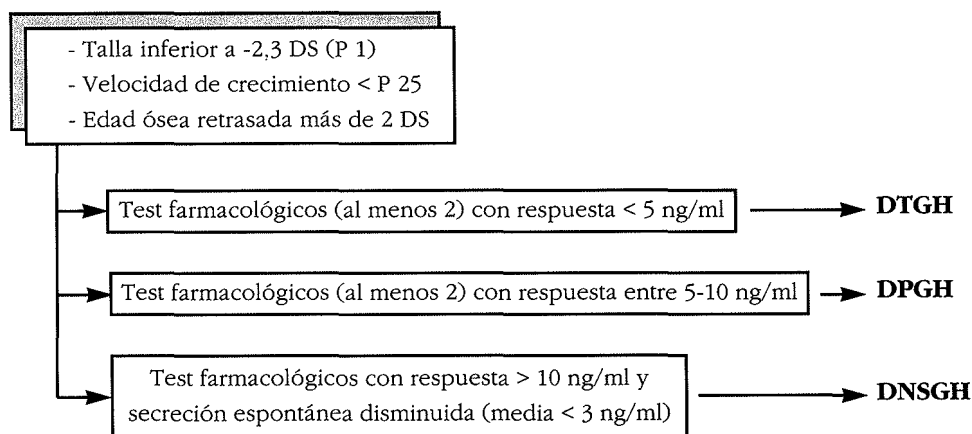 - Talla inferior a -2,3 DS (P 1)
- Velocidad de crecimiento < P 25
- Edad ósea retrasada más de 2 DS
Test farmacológicos (al menos 2) con respuesta < 5 ng/ml
DTGH
Test farmacológicos (al menos 2) con respuesta entre 5-10 ng/ml
DPGH
Test farmacológicos con respuesta > 10 ng/ml y
secreción espontánea disminuida (media < 3 ng/ml)
DNSGH